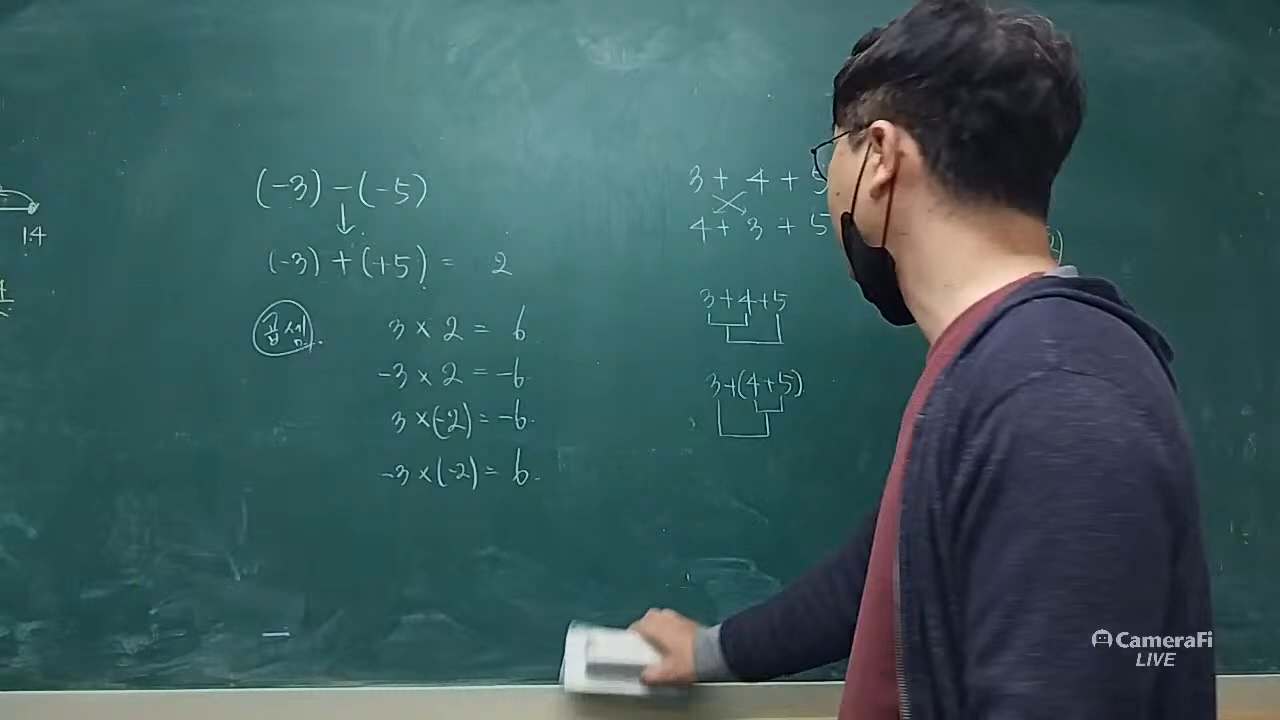 14
(-3) - (-5)
↓
(-3) + (+5) = 2
곱셈.
3 × 2 = 6
-3 × 2 = -6
3 × (-2) = -6
-3 × (-2) = 6
3 + 4 + 5
4 + 3 + 5
3+4+5
3+(4+5)
CameraFi
LIVE